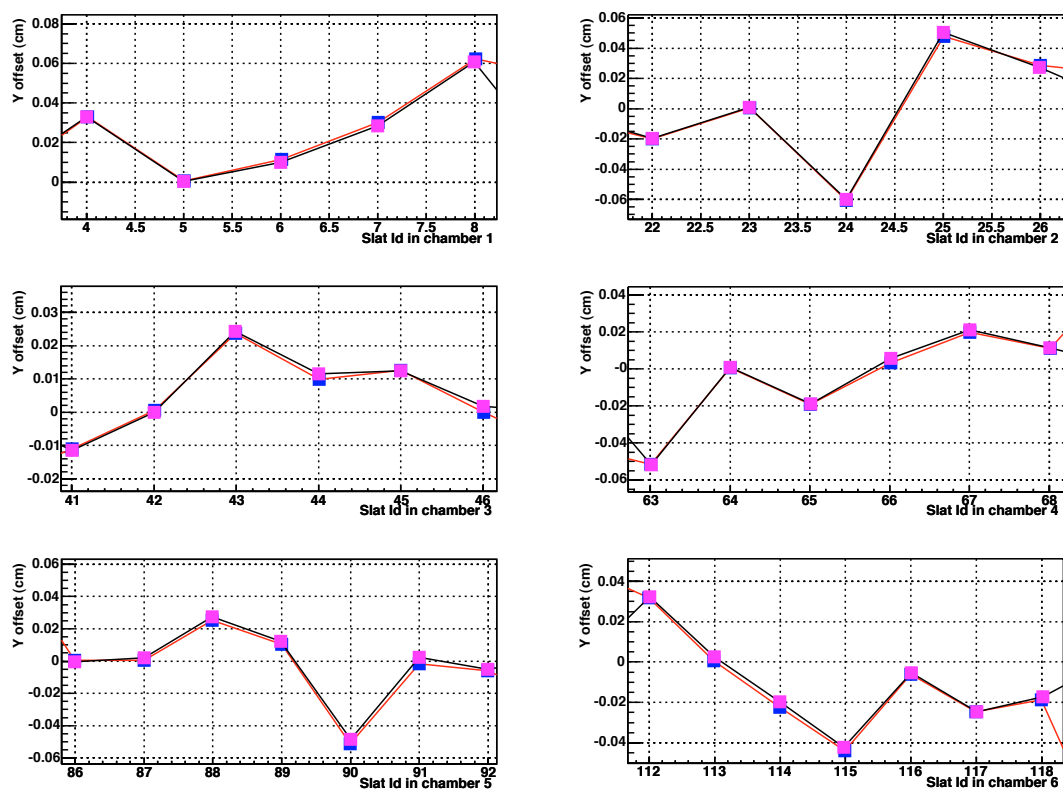 Y offset (cm)
0.08
0.06
0.04
0.02
0
4 4.5 5 5.5 6 6.5 7 7.5 8
Slat Id in chamber 1
Y offset (cm)
0.06
0.04
0.02
0
-0.02
-0.04
-0.06
22 22.5 23 23.5 24 24.5 25 25.5 26
Slat Id in chamber 2
Y offset (cm)
0.03
0.02
0.01
0
-0.01
-0.02
41 42 43 44 45 46
Slat Id in chamber 3
Y offset (cm)
0.04
0.02
-0
-0.02
-0.04
-0.06
63 64 65 66 67 68
Slat Id in chamber 4
Y offset (cm)
0.06
0.04
0.02
0
-0.02
-0.04
-0.06
86 87 88 89 90 91 92
Slat Id in chamber 5
Y offset (cm)
0.04
0.02
0
-0.02
-0.04
112 113 114 115 116 117 118
Slat Id in chamber 6